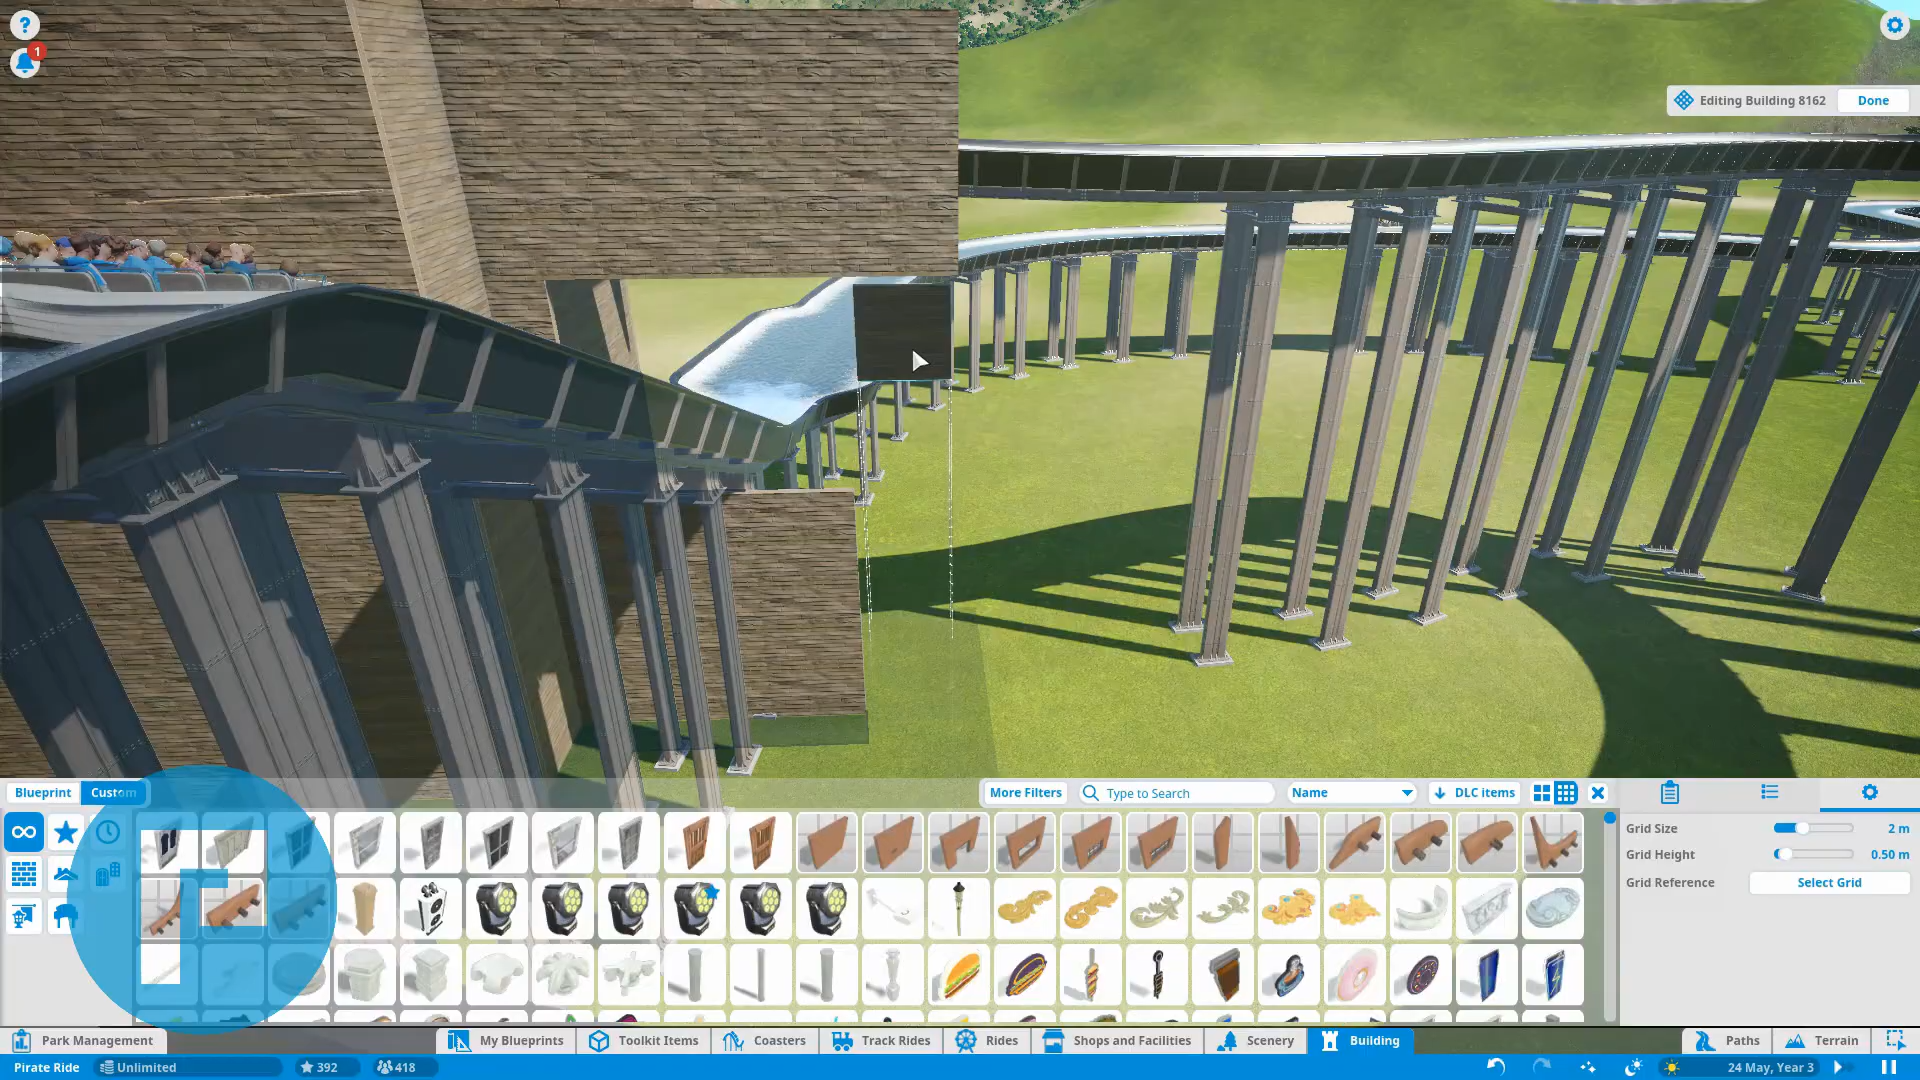 ?
1
Editing Building 8162
Done
Blueprint
Custom
More Filters
Type to Search
Name
DLC items
Grid Size
2 m
Grid Height
0.50 m
Grid Reference
Select Grid
Park Management
My Blueprints
Toolkit Items
Coasters
Track Rides
Rides
Shops and Facilities
Scenery
Building
Paths
Terrain
Pirate Ride
Unlimited
392
418
24 May, Year 3